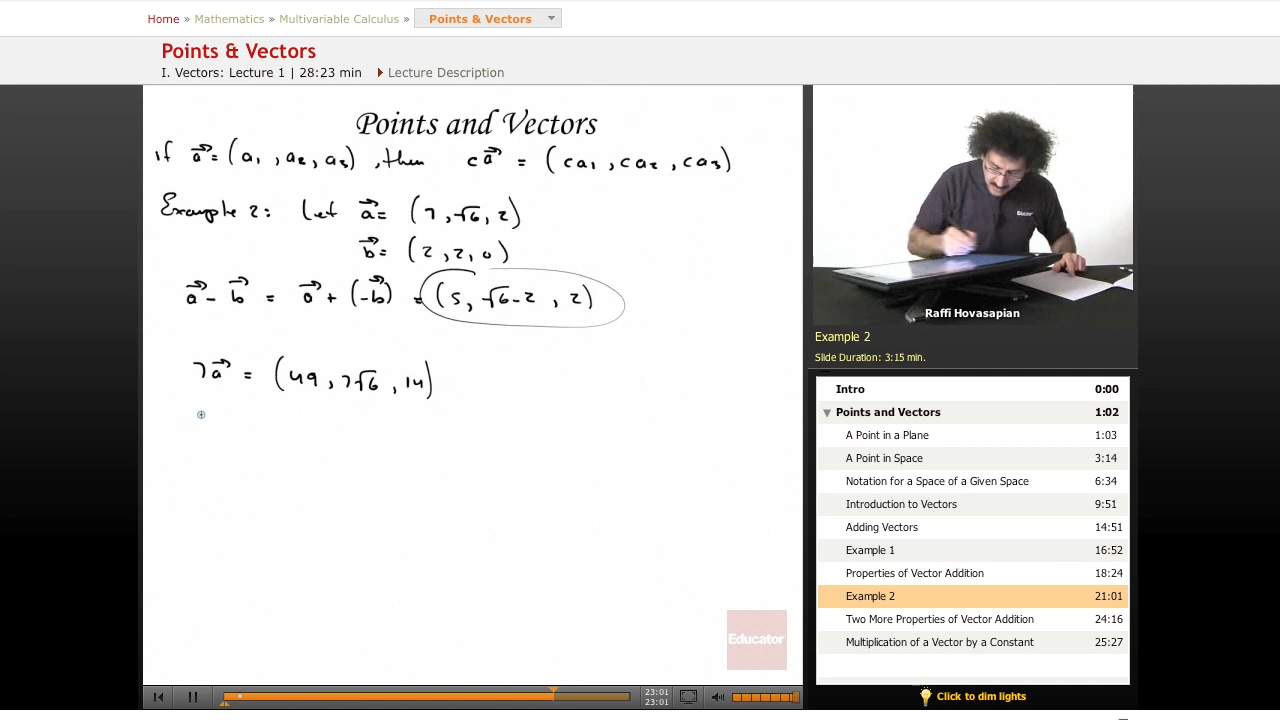 Home » Mathematics » Multivariable Calculus » Points & Vectors
Points & Vectors
I. Vectors: Lecture 1 | 28:23 min Lecture Description
Points and Vectors
if a⃗ = (a₁, a₂, a₃), then ca⃗ = (ca₁, ca₂, ca₃)
Example 2: Let a⃗ = (7, √6, 2)
b⃗ = (2, 2, 0)
a⃗ - b⃗ = a⃗ + (-b⃗) = (5, √6-2, 2)
7a⃗ = (49, 7√6, 14)
Educator
Raffi Hovasapian
Example 2
Slide Duration: 3:15 min.
Intro 0:00
Points and Vectors 1:02
A Point in a Plane 1:03
A Point in Space 3:14
Notation for a Space of a Given Space 6:34
Introduction to Vectors 9:51
Adding Vectors 14:51
Example 1 16:52
Properties of Vector Addition 18:24
Example 2 21:01
Two More Properties of Vector Addition 24:16
Multiplication of a Vector by a Constant 25:27
23:01
23:01
Click to dim lights